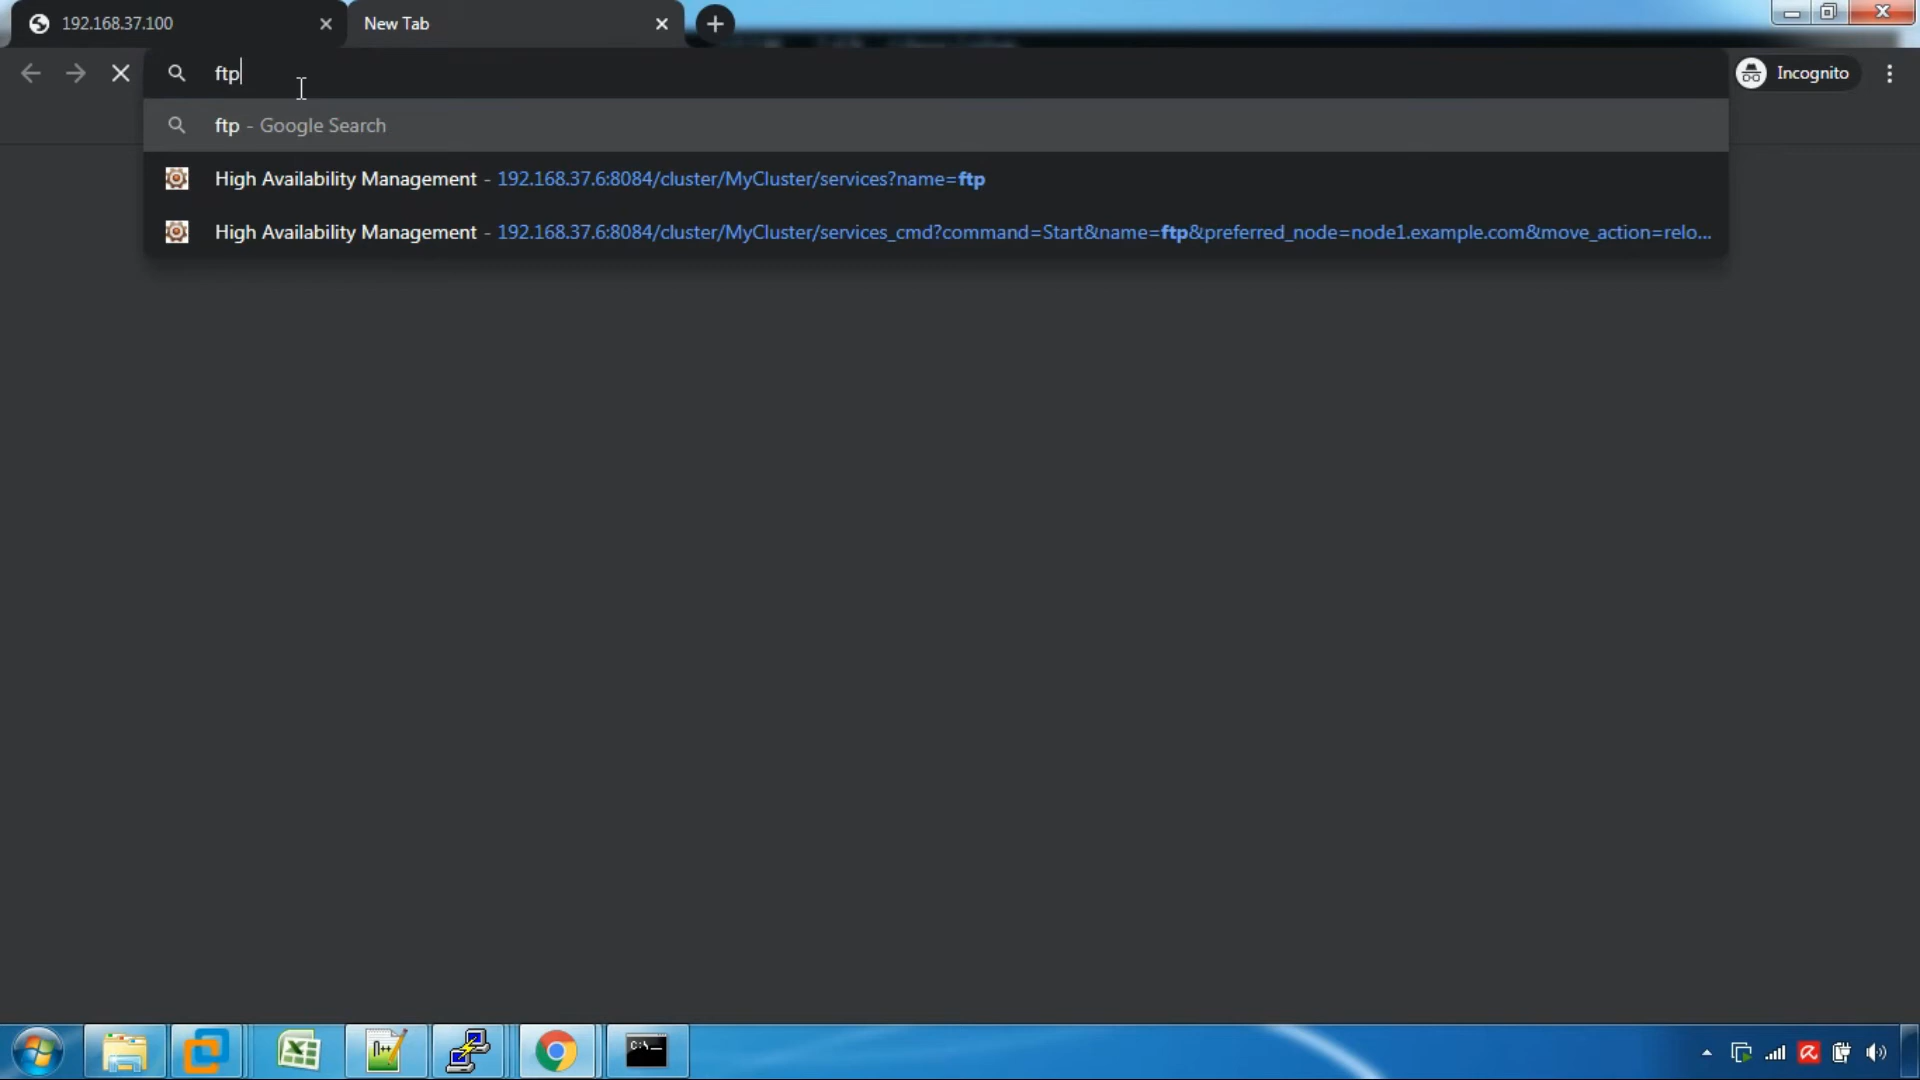 192.168.37.100
New Tab
ftp
Incognito
ftp - Google Search
High Availability Management - 192.168.37.6:8084/cluster/MyCluster/services?name=ftp
High Availability Management - 192.168.37.6:8084/cluster/MyCluster/services_cmd?command=Start&name=ftp&preferred_node=node1.example.com&move_action=relo...